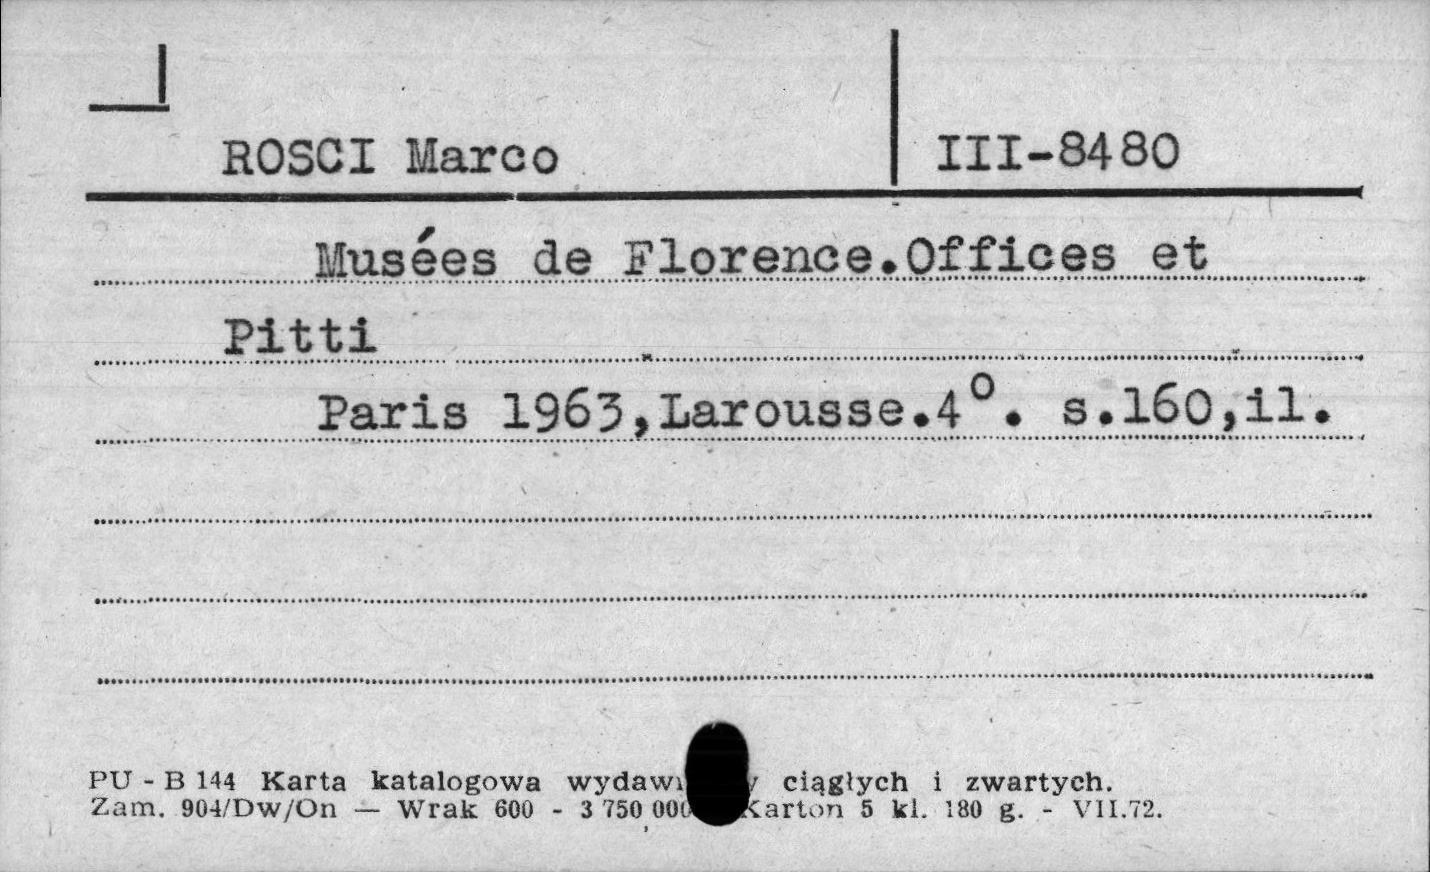 ROSCI Marco
III-8480
Musées de Florence.Offices et
Pitti
Paris 1963,Larousse.4°. s.160,il.
PU - B 144 Karta katalogowa ciągłych i zwartych.
Zam. 904/Dw/On — Wrak 600 - 3 750 000 Karton 5 kl. 180 g. - VII.72.